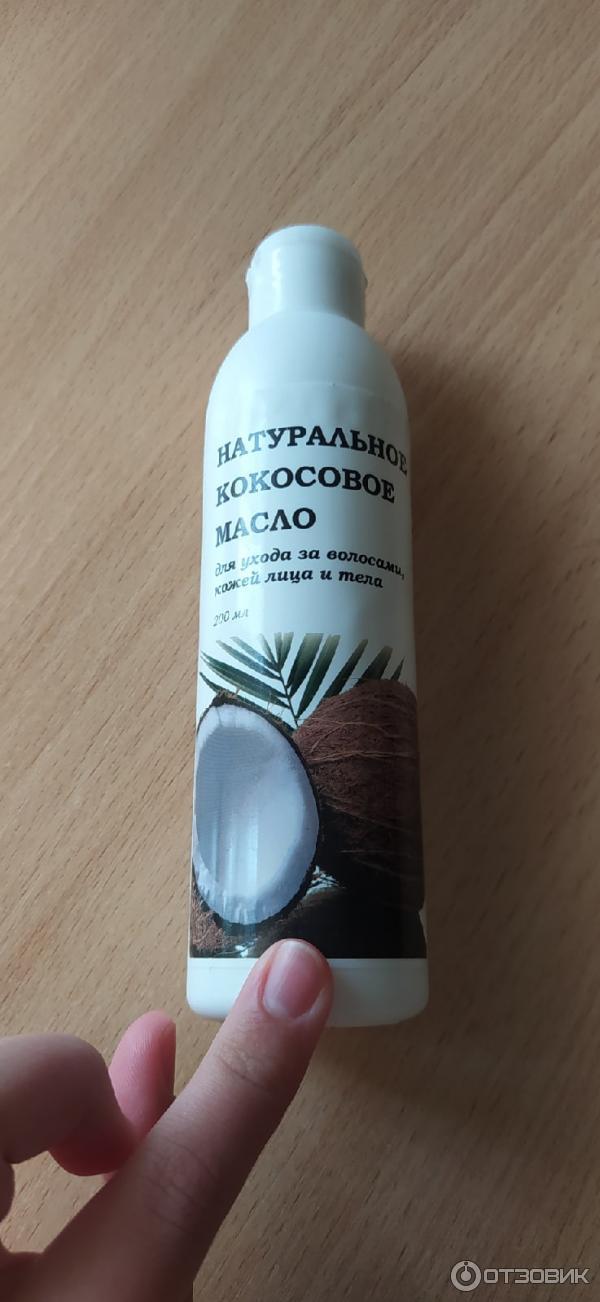 НАТУРАЛЬНОЕ
КОКОСОВОЕ
МАСЛО
для ухода за волосами,
кожей лица и тела
200 мл
ОТЗОВИК